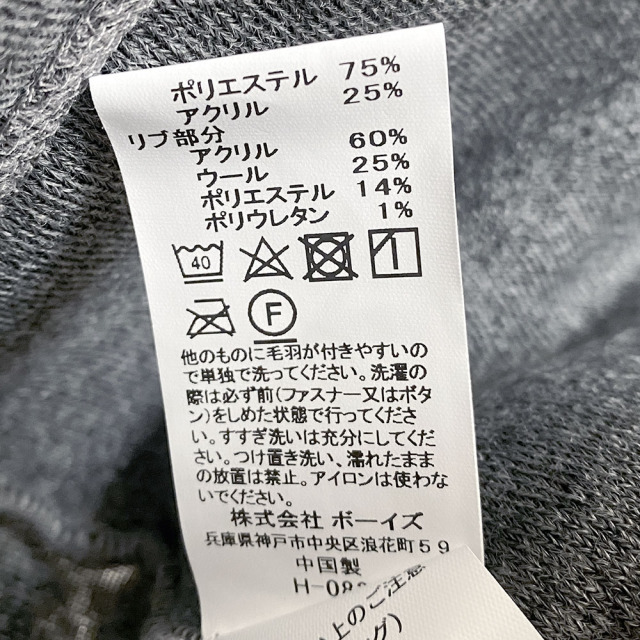 ポリエステル 75%
アクリル 25%
リブ部分
アクリル 60%
ウール 25%
ポリエステル 14%
ポリウレタン 1%
40
F
他のものに毛羽が付きやすいの
で単独で洗ってください。洗濯の
際は必ず前(ファスナー又はボタ
ン)をしめた状態で行ってくださ
い。すすぎ洗いは充分にしてくだ
さい。つけ置き洗い、濡れたまま
の放置は禁止。アイロンは使わな
いでください。
株式会社 ボーイズ
兵庫県神戸市中央区浪花町59
中国製
H-08
上のご注意
グ)